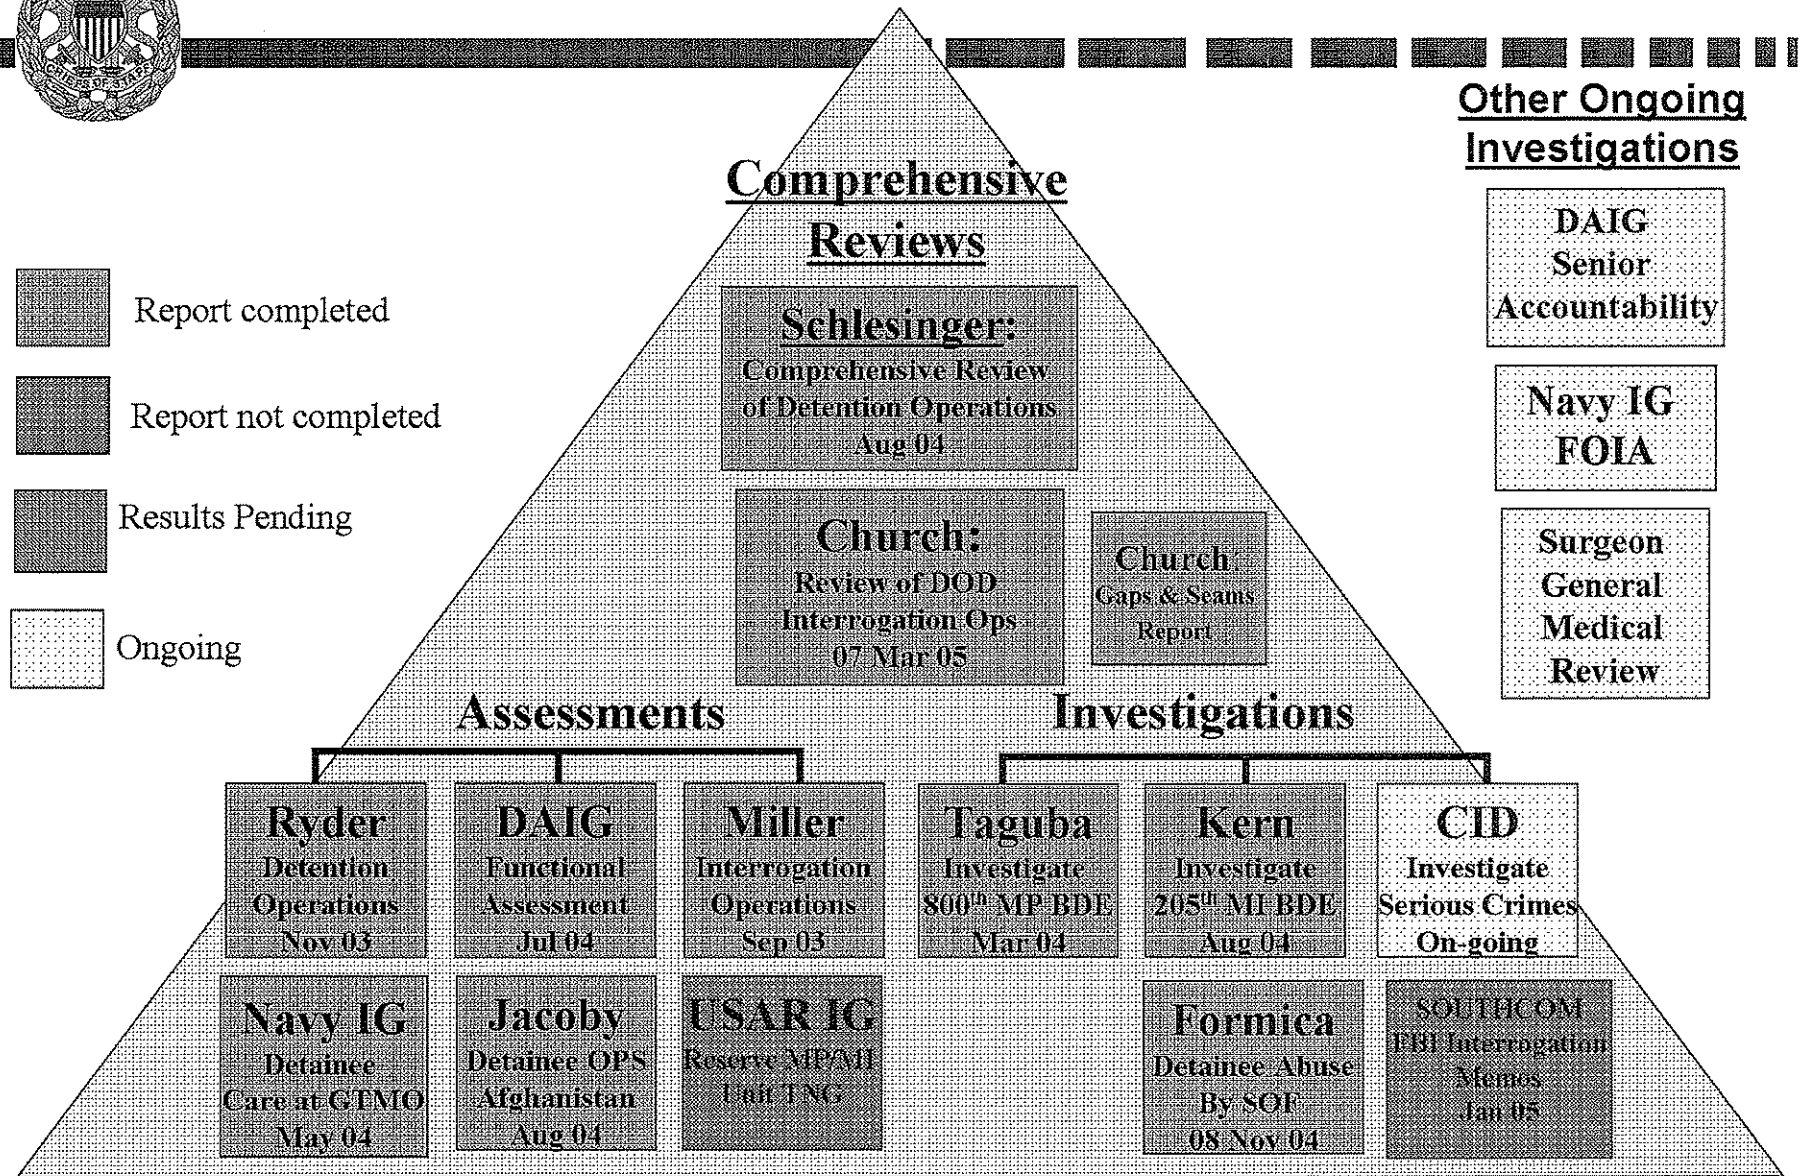 CHIEFS OF STAFF
Other Ongoing
Investigations
DAIG
Senior
Accountability
Navy IG
FOIA
Surgeon
General
Medical
Review
Report completed
Report not completed
Results Pending
Ongoing
Comprehensive
Reviews
Schlesinger:
Comprehensive Review
of Detention Operations
Aug 04
Church:
Review of DOD
Interrogation Ops
07 Mar 05
Church:
Gaps & Seams
Report
Assessments
Ryder
Detention
Operations
Nov 03
DAIG
Functional
Assessment
Jul 04
Miller
Interrogation
Operations
Sep 03
Navy IG
Detainee
Care at GTMO
May 04
Jacoby
Detainee OPS
Afghanistan
Aug 04
USAR IG
Reserve MP/MI
Unit TNG
Investigations
Taguba
Investigate
800th MP BDE
Mar 04
Kern
Investigate
205th MI BDE
Aug 04
CID
Investigate
Serious Crimes
On-going
Formica
Detainee Abuse
By SOF
08 Nov 04
SOUTHCOM
FBI Interrogation
Memos
Jan 05